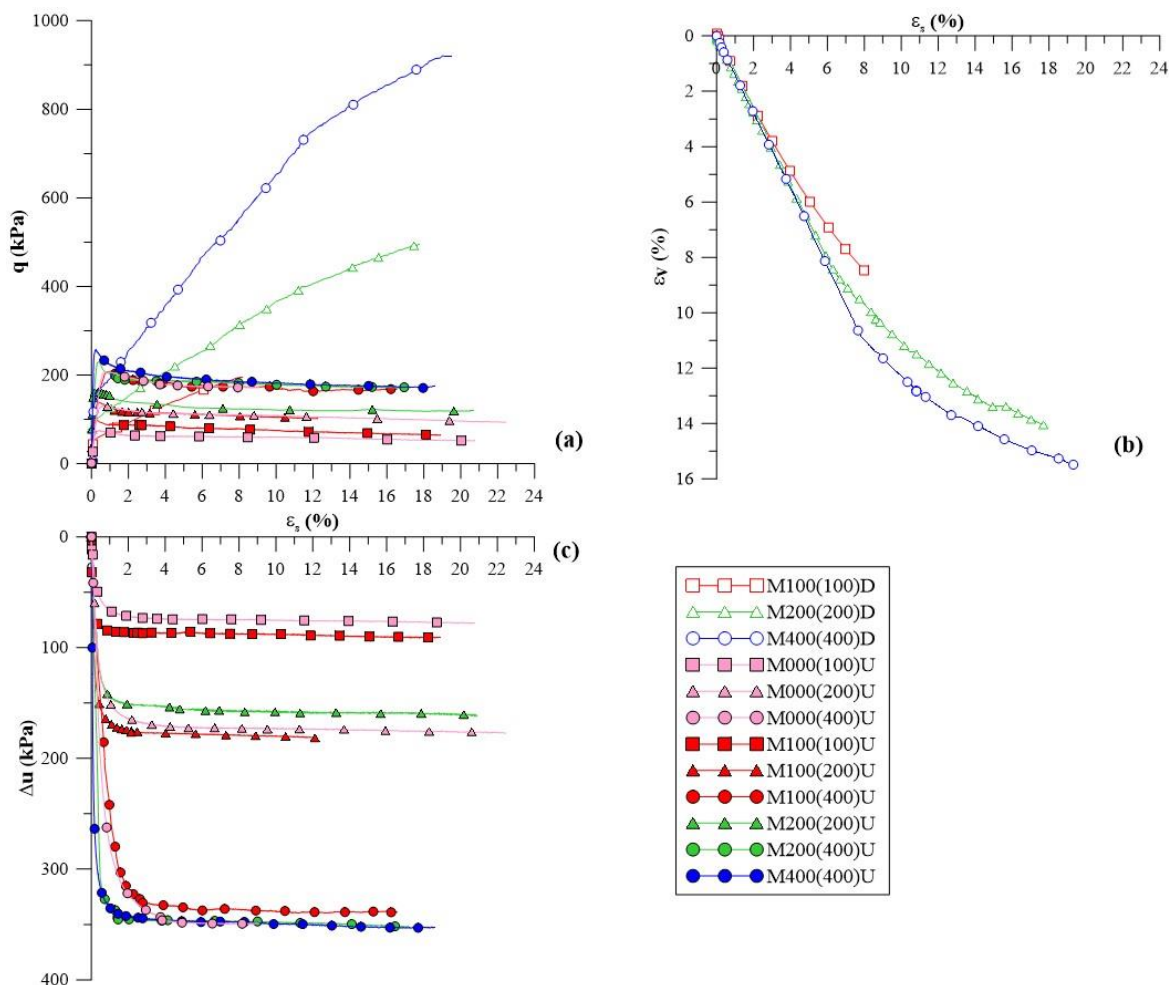 1000
800
600
400
200
0
q (kPa)
0 2 4 6 8 10 12 14 16 18 20 22 24
εs (%)
(a)
εs (%)
0 2 4 6 8 10 12 14 16 18 20 22 24
0
2
4
6
8
10
12
14
16
εv (%)
(b)
0 2 4 6 8 10 12 14 16 18 20 22 24
0
100
200
300
400
Δu (kPa)
(c)
M100(100)D
M200(200)D
M400(400)D
M000(100)U
M000(200)U
M000(400)U
M100(100)U
M100(200)U
M100(400)U
M200(200)U
M200(400)U
M400(400)U